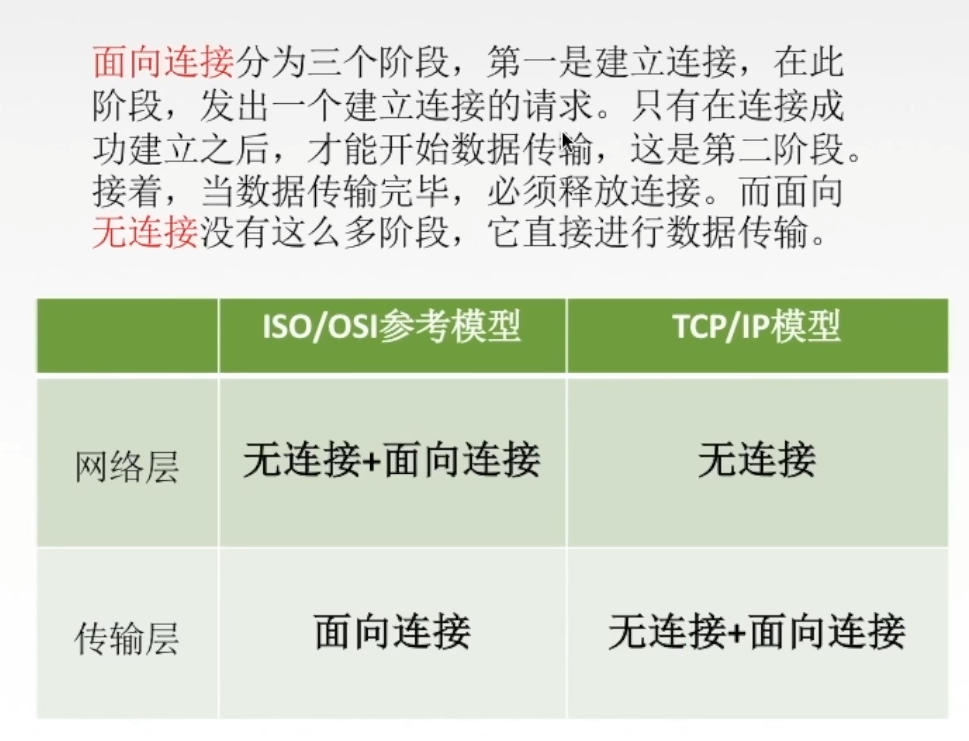 面向连接分为三个阶段，第一是建立连接，在此
阶段，发出一个建立连接的请求。只有在连接成
功建立之后，才能开始数据传输，这是第二阶段。
接着，当数据传输完毕，必须释放连接。而面向
无连接没有这么多阶段，它直接进行数据传输。
ISO/OSI参考模型 TCP/IP模型
网络层 无连接+面向连接 无连接
传输层 面向连接 无连接+面向连接